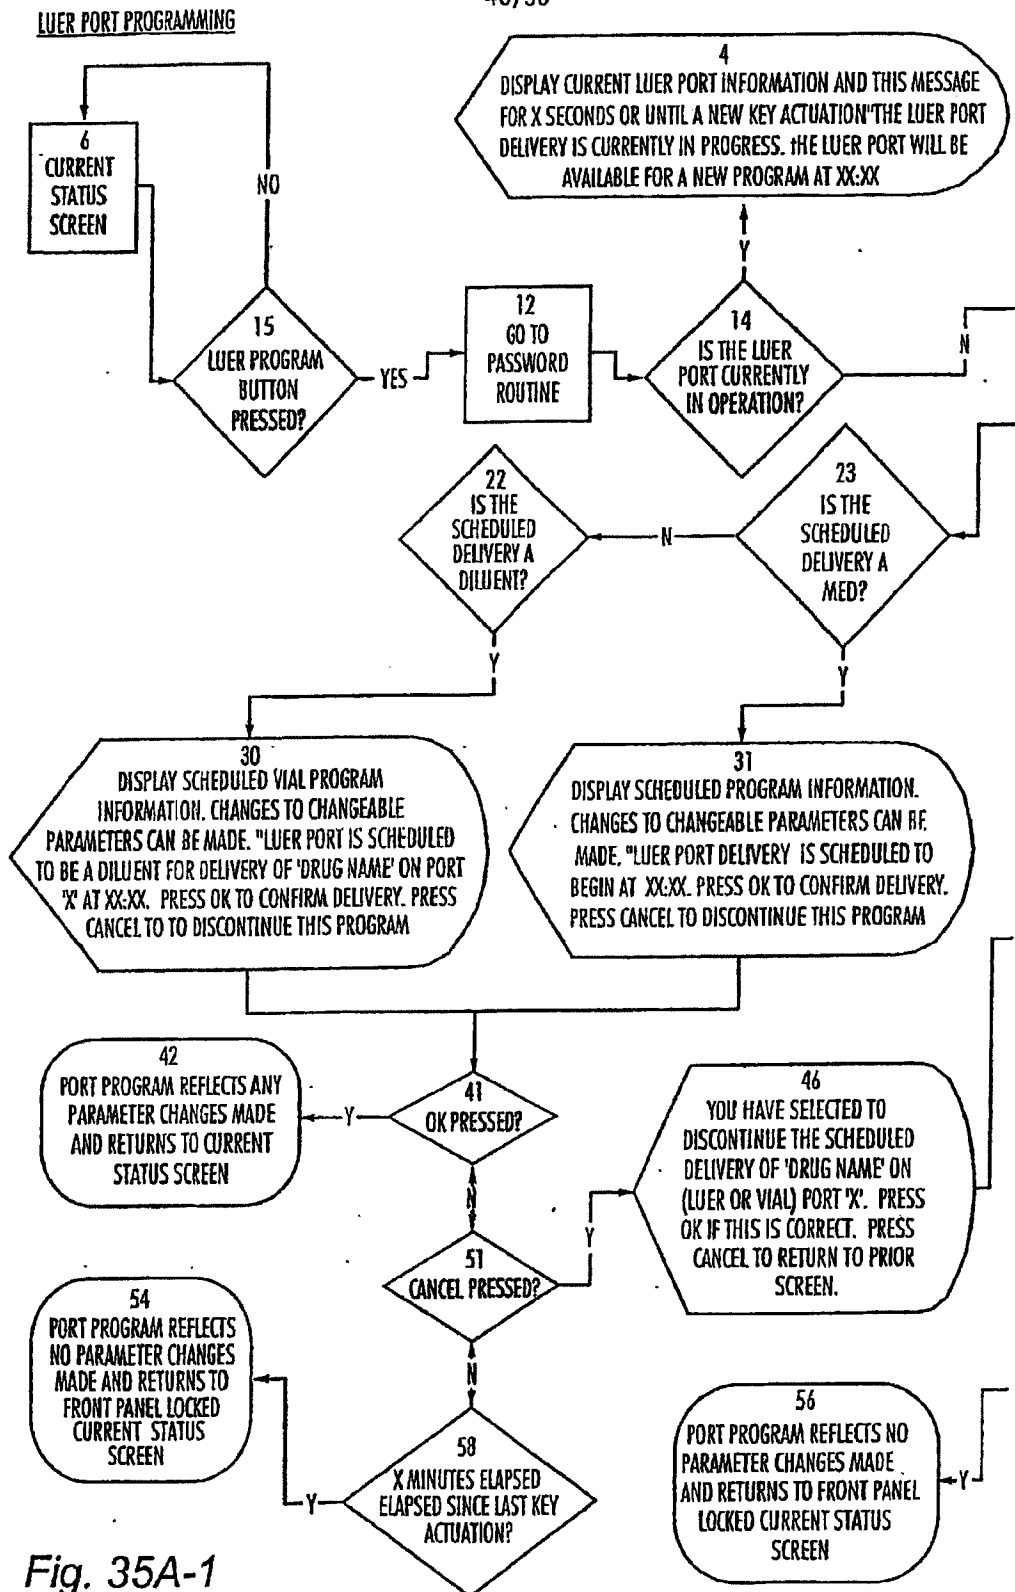 LUER PORT PROGRAMMING
4
DISPLAY CURRENT LUER PORT INFORMATION AND THIS MESSAGE
FOR X SECONDS OR UNTIL A NEW KEY ACTUATION"THE LUER PORT
DELIVERY IS CURRENTLY IN PROGRESS. tHE LUER PORT WILL BE
AVAILABLE FOR A NEW PROGRAM AT XX:XX
6
CURRENT
STATUS
SCREEN
NO
Y
15
LUER PROGRAM
BUTTON
PRESSED?
YES
12
GO TO
PASSWORD
ROUTINE
14
IS THE LUER
PORT CURRENTLY
IN OPERATION?
N
22
IS THE
SCHEDULED
DELIVERY A
DILUENT?
N
23
IS THE
SCHEDULED
DELIVERY A
MED?
Y
Y
30
DISPLAY SCHEDULED VIAL PROGRAM
INFORMATION. CHANGES TO CHANGEABLE
PARAMETERS CAN BE MADE. "LUER PORT IS SCHEDULED
TO BE A DILUENT FOR DELIVERY OF 'DRUG NAME' ON PORT
'X' AT XX:XX. PRESS OK TO CONFIRM DELIVERY. PRESS
CANCEL TO TO DISCONTINUE THIS PROGRAM
31
DISPLAY SCHEDULED PROGRAM INFORMATION.
CHANGES TO CHANGEABLE PARAMETERS CAN BE
MADE. "LUER PORT DELIVERY IS SCHEDULED TO
BEGIN AT XX:XX. PRESS OK TO CONFIRM DELIVERY.
PRESS CANCEL TO DISCONTINUE THIS PROGRAM
42
PORT PROGRAM REFLECTS ANY
PARAMETER CHANGES MADE
AND RETURNS TO CURRENT
STATUS SCREEN
Y
41
OK PRESSED?
N
46
YOU HAVE SELECTED TO
DISCONTINUE THE SCHEDULED
DELIVERY OF 'DRUG NAME' ON
(LUER OR VIAL) PORT 'X'. PRESS
OK IF THIS IS CORRECT. PRESS
CANCEL TO RETURN TO PRIOR
SCREEN.
51
CANCEL PRESSED?
Y
N
54
PORT PROGRAM REFLECTS
NO PARAMETER CHANGES
MADE AND RETURNS TO
FRONT PANEL LOCKED
CURRENT STATUS
SCREEN
Y
58
X MINUTES ELAPSED
ELAPSED SINCE LAST KEY
ACTUATION?
56
PORT PROGRAM REFLECTS NO
PARAMETER CHANGES MADE
AND RETURNS TO FRONT PANEL
LOCKED CURRENT STATUS
SCREEN
Y
Fig. 35A-1